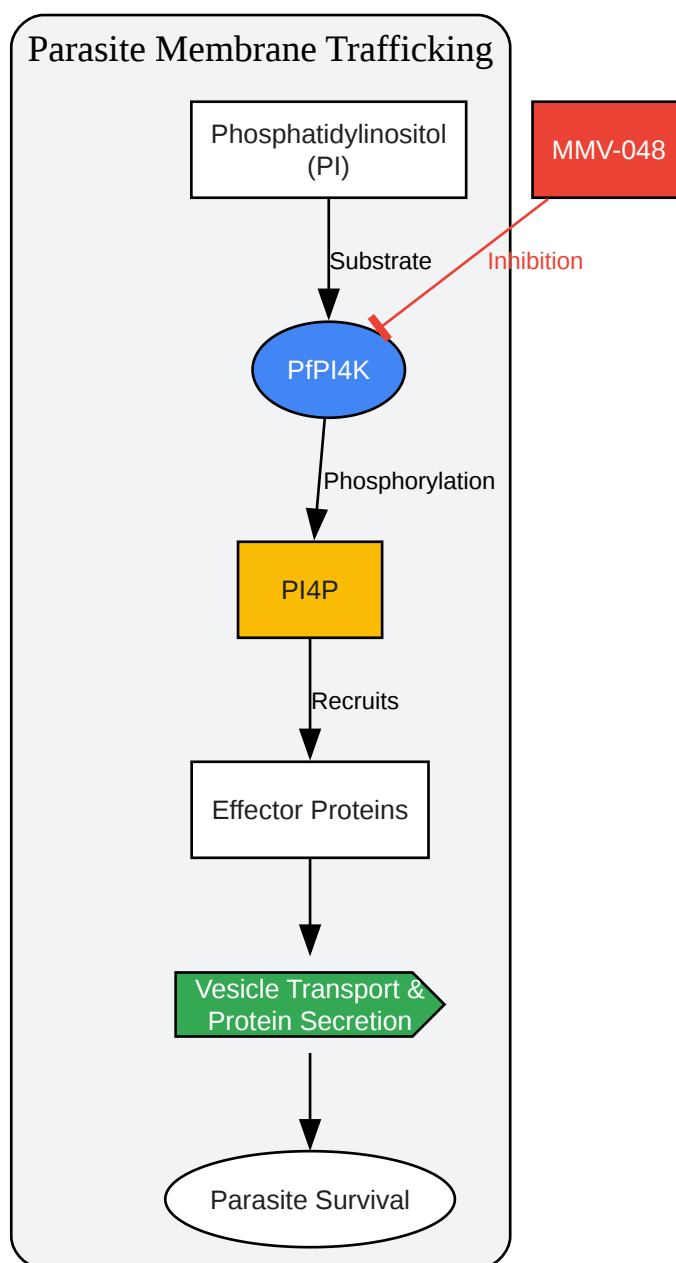 Parasite Membrane Trafficking
Phosphatidylinositol
(PI)
MMV-048
Substrate
Inhibition
PfPI4K
Phosphorylation
PI4P
Recruits
Effector Proteins
Vesicle Transport &
Protein Secretion
Parasite Survival